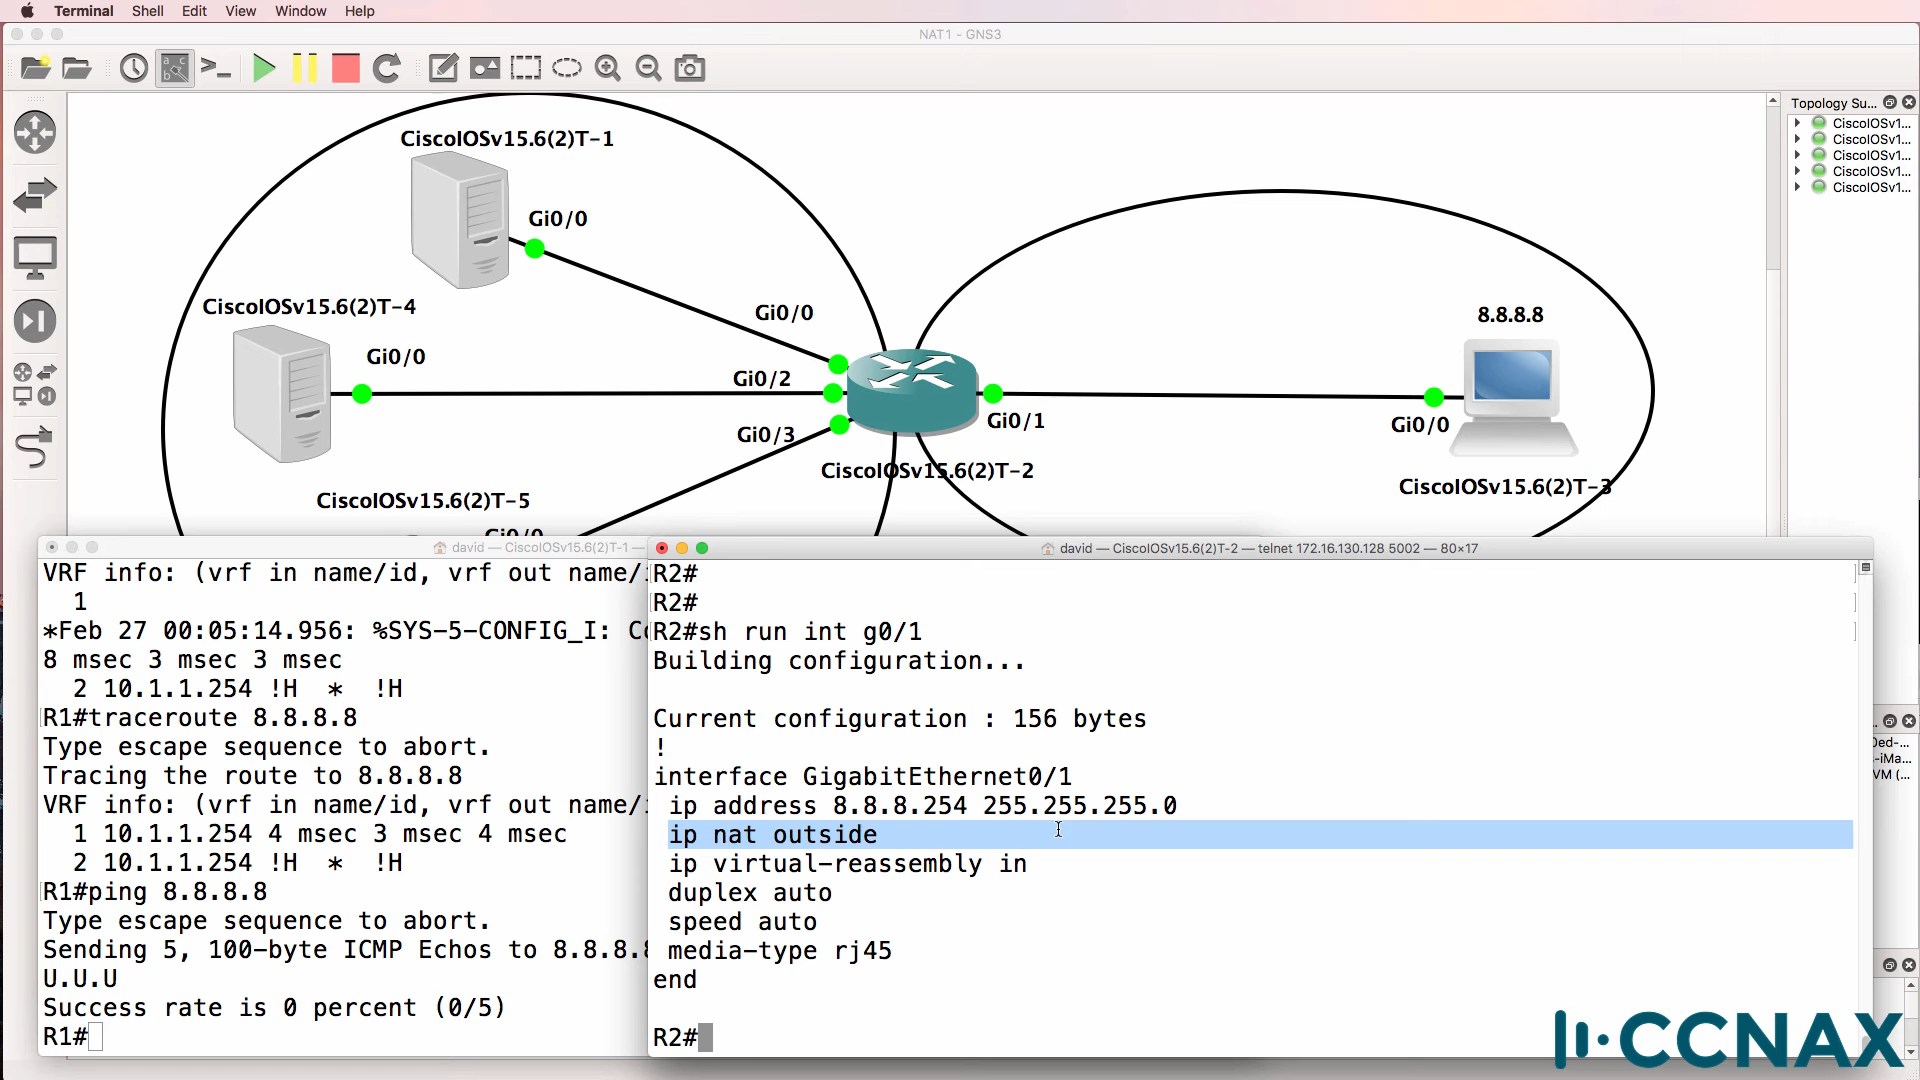 Terminal Shell Edit View Window Help
NAT1 - GNS3
Topology Su...
CiscoIOSv1...
CiscoIOSv1...
CiscoIOSv1...
CiscoIOSv1...
CiscoIOSv1...
CiscoIOSv15.6(2)T-1
Gi0/0
CiscoIOSv15.6(2)T-4
Gi0/0
Gi0/0
Gi0/2
Gi0/3
Gi0/1
CiscoIOSv15.6(2)T-2
8.8.8.8
Gi0/0
CiscoIOSv15.6(2)T-3
CiscoIOSv15.6(2)T-5
Gi0/0
david — CiscoIOSv15.6(2)T-1 —
VRF info: (vrf in name/id, vrf out name/
1
*Feb 27 00:05:14.956: %SYS-5-CONFIG_I: Co
8 msec 3 msec 3 msec
2 10.1.1.254 !H * !H
R1#traceroute 8.8.8.8
Type escape sequence to abort.
Tracing the route to 8.8.8.8
VRF info: (vrf in name/id, vrf out name/
1 10.1.1.254 4 msec 3 msec 4 msec
2 10.1.1.254 !H * !H
R1#ping 8.8.8.8
Type escape sequence to abort.
Sending 5, 100-byte ICMP Echos to 8.8.8.8
U.U.U
Success rate is 0 percent (0/5)
R1#
david — CiscoIOSv15.6(2)T-2 — telnet 172.16.130.128 5002 — 80×17
R2#
R2#
R2#sh run int g0/1
Building configuration...
Current configuration : 156 bytes
!
interface GigabitEthernet0/1
ip address 8.8.8.254 255.255.255.0
ip nat outside
ip virtual-reassembly in
duplex auto
speed auto
media-type rj45
end
R2#
CCNAX